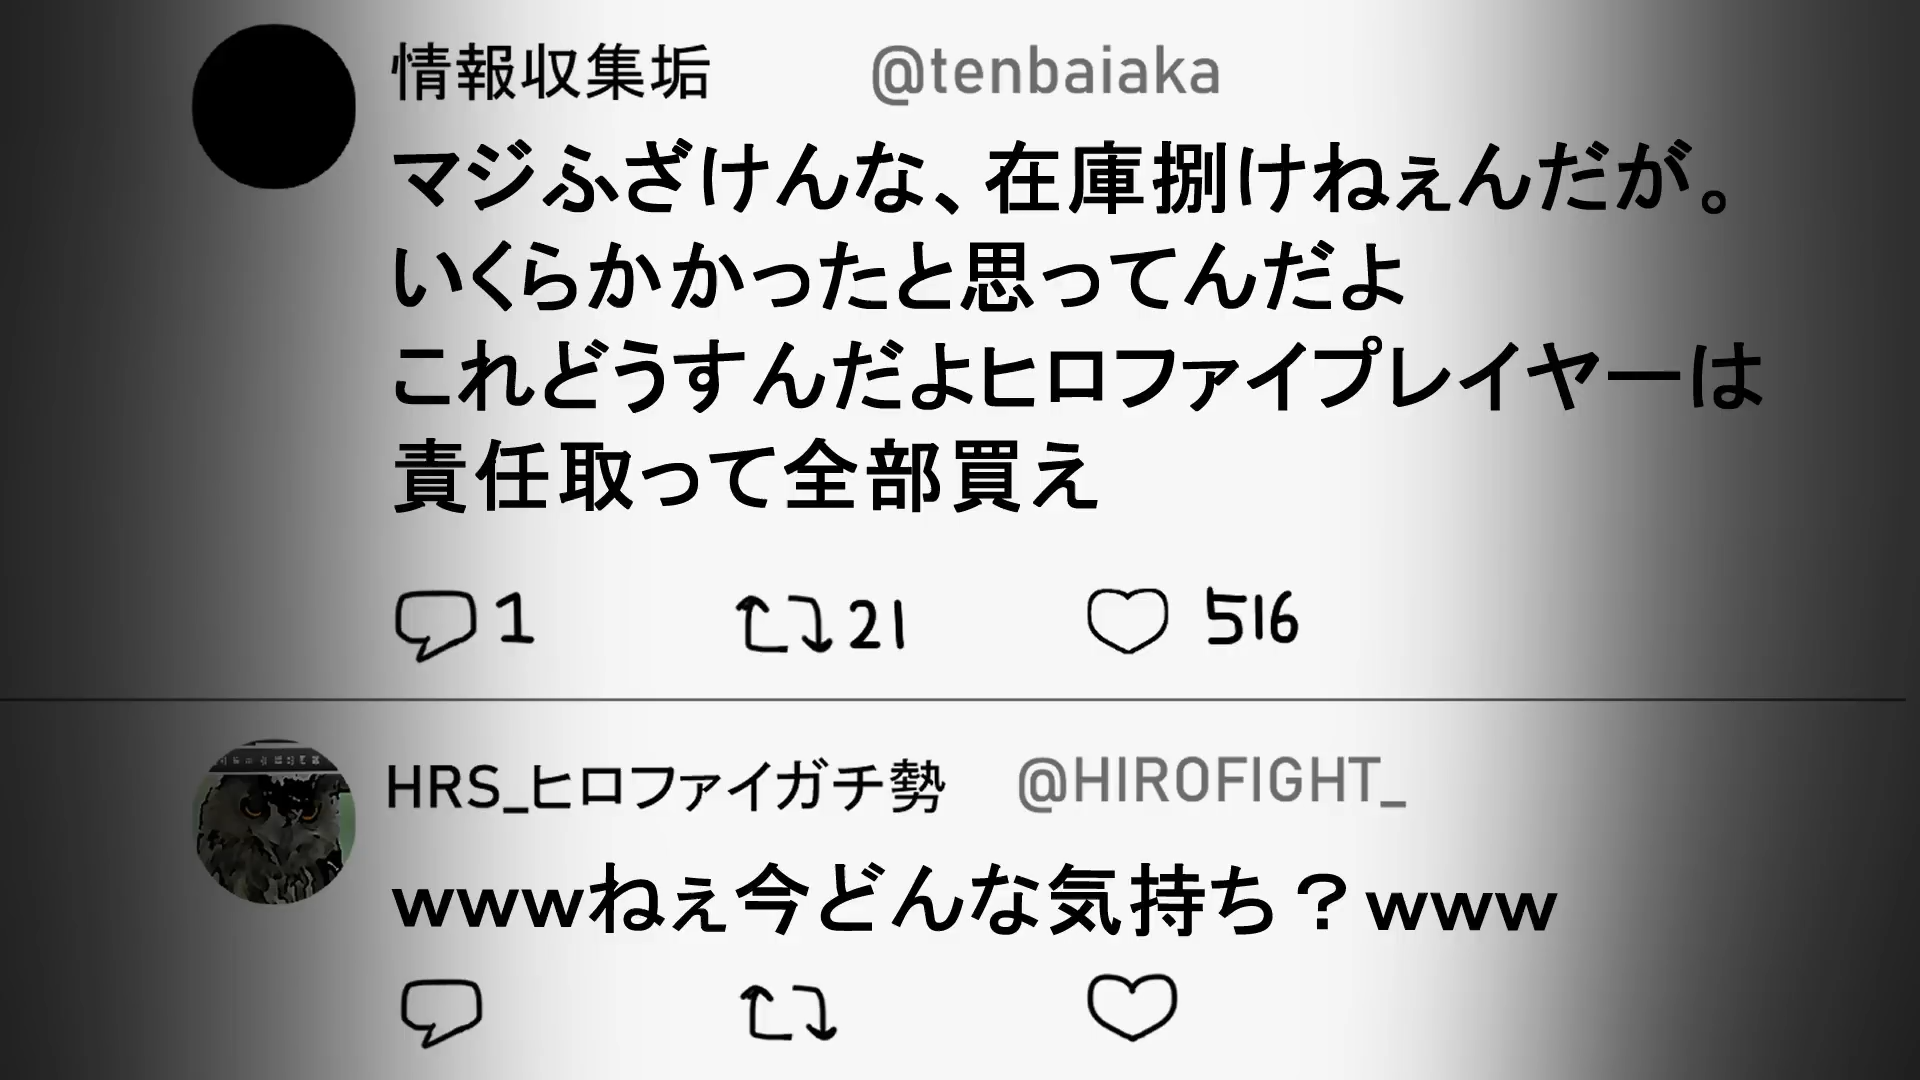 情報収集垢 @tenbaiaka
マジふざけんな、在庫捌けねぇんだが。
いくらかかったと思ってんだよ
これどうすんだよヒロファイプレイヤーは
責任取って全部買え
1 21 516
HRS_ヒロファイガチ勢 @HIROFIGHT_
wwwねぇ今どんな気持ち？www